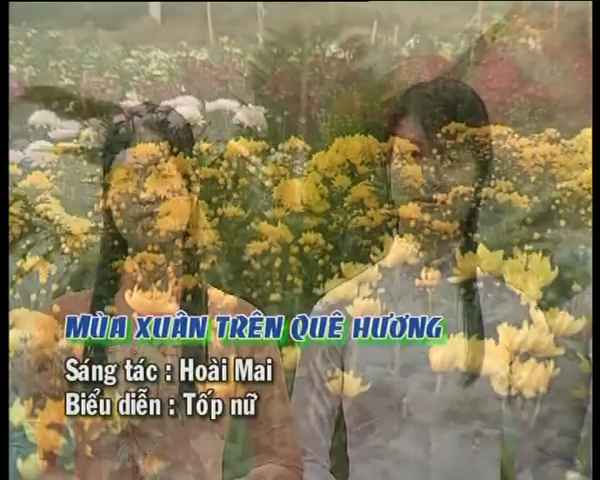 MÙA XUÂN TRÊN QUÊ HƯƠNG
Sáng tác : Hoài Mai
Biểu diễn : Tốp nữ